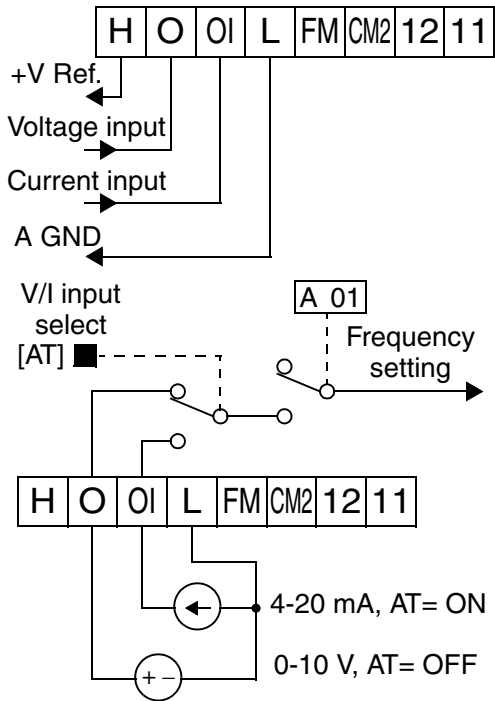 H O OI L FM CM2 12 11
+V Ref.
Voltage input
Current input
A GND
V/I input
select
[AT]
A 01
Frequency
setting
H O OI L FM CM2 12 11
4-20 mA, AT= ON
+ −
0-10 V, AT= OFF